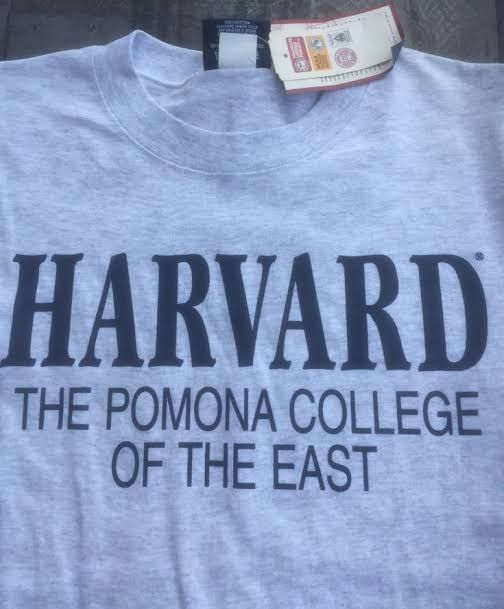 HARVARD®
THE POMONA COLLEGE
OF THE EAST